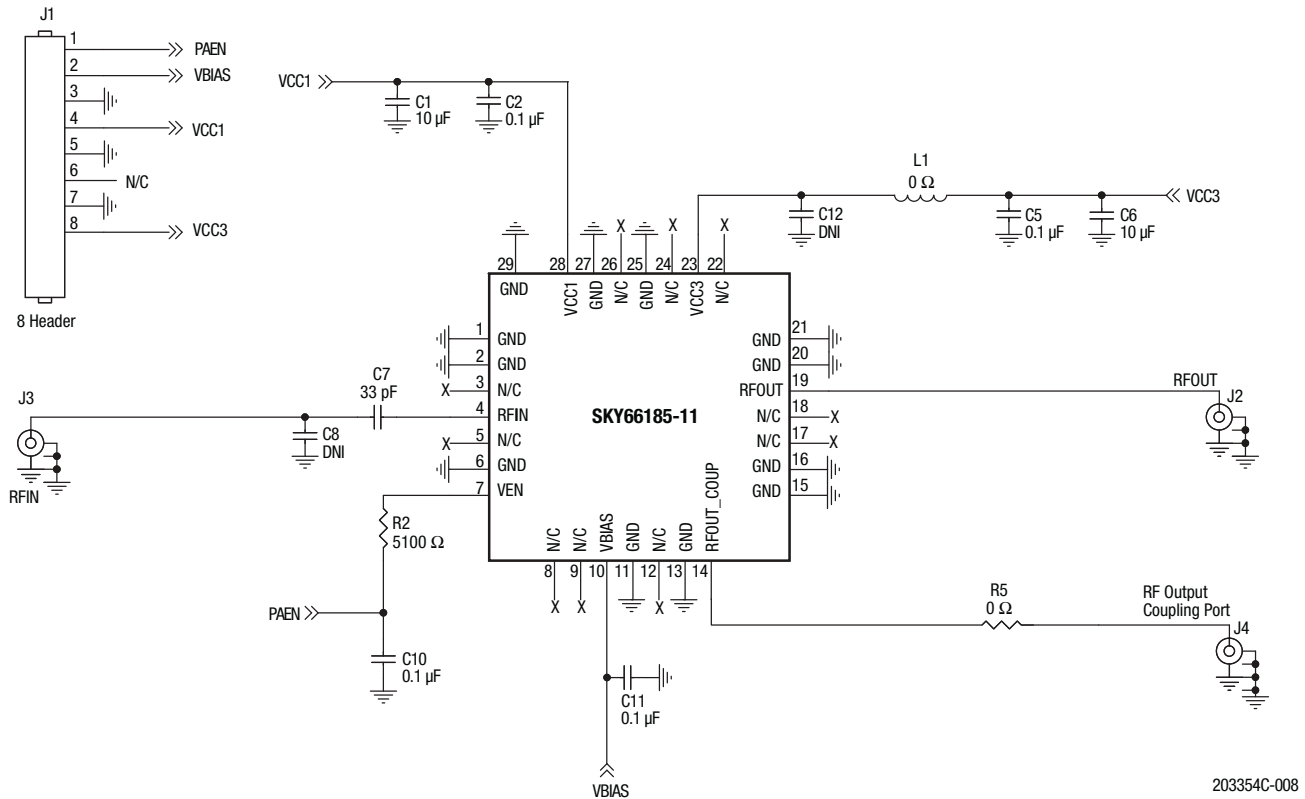 J1
1
PAEN
2
VBIAS
3
4
VCC1
5
6
N/C
7
8
VCC3
8 Header
VCC1
C1
10 µF
C2
0.1 µF
L1
0 Ω
C12
DNI
C5
0.1 µF
C6
10 µF
VCC3
X X X
29 28 27 26 25 24 23 22
GND VCC1 GND N/C GND N/C VCC3 N/C
1 GND
2 GND
X 3 N/C
4 RFIN
X 5 N/C
6 GND
7 VEN
SKY66185-11
GND 21
GND 20
RFOUT 19
N/C 18 X
N/C 17 X
GND 16
GND 15
N/C N/C VBIAS GND N/C GND RFOUT_COUP
8 9 10 11 12 13 14
X X X
J3
RFIN
C7
33 pF
C8
DNI
R2
5100 Ω
PAEN
C10
0.1 µF
C11
0.1 µF
VBIAS
RFOUT
J2
R5
0 Ω
RF Output
Coupling Port
J4
203354C-008